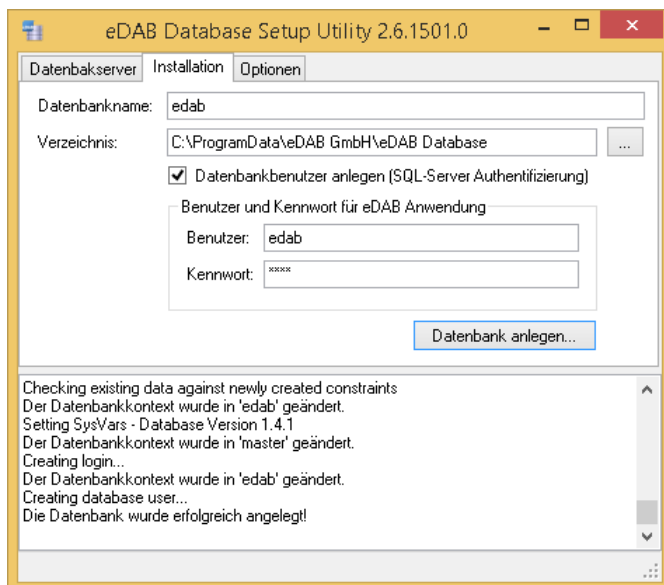 eDAB Database Setup Utility 2.6.1501.0
Datenbakserver Installation Optionen
Datenbankname: edab
Verzeichnis: C:\ProgramData\eDAB GmbH\eDAB Database ...
Datenbankbenutzer anlegen (SQL-Server Authentifizierung)
Benutzer und Kennwort für eDAB Anwendung
Benutzer: edab
Kennwort: ****
Datenbank anlegen...
Checking existing data against newly created constraints
Der Datenbankkontext wurde in 'edab' geändert.
Setting SysVars - Database Version 1.4.1
Der Datenbankkontext wurde in 'master' geändert.
Creating login...
Der Datenbankkontext wurde in 'edab' geändert.
Creating database user...
Die Datenbank wurde erfolgreich angelegt!